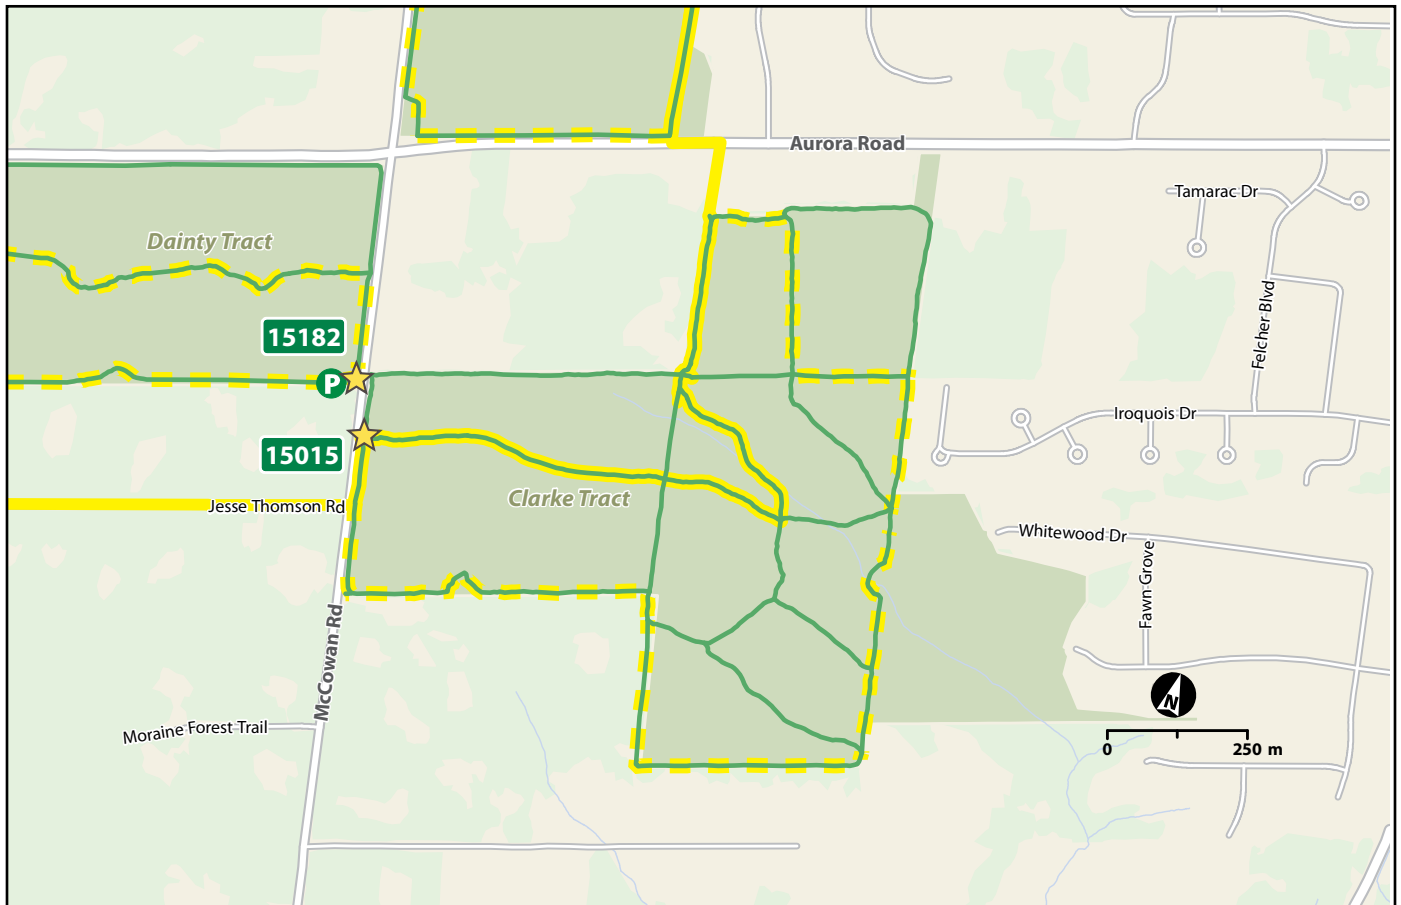 Aurora Road
Tamarac Dr
Dainty Tract
15182
P
Felcher Blvd
Iroquois Dr
15015
Clarke Tract
Jesse Thomson Rd
Whitewood Dr
Fawn Grove
McCowan Rd
N
Moraine Forest Trail
0 250 m